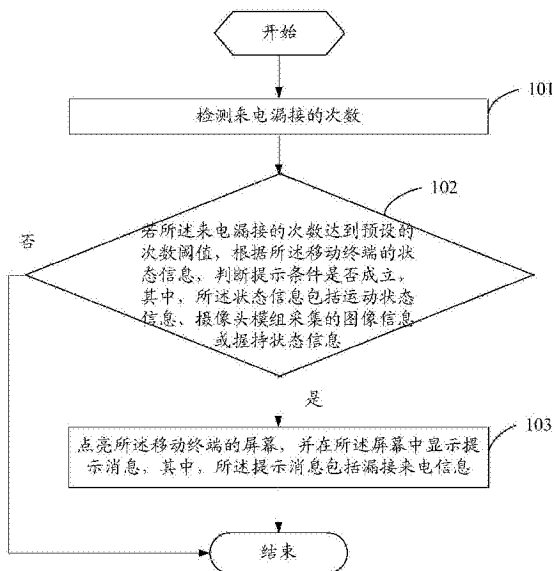 开始
检测来电漏接的次数
101
102
若所述来电漏接的次数达到预设的
次数阈值，根据所述移动终端的状
态信息，判断提示条件是否成立，
其中，所述状态信息包括运动状态
信息、摄像头模组采集的图像信息
或握持状态信息
否
是
103
点亮所述移动终端的屏幕，并在所述屏幕中显示提
示消息，其中，所述提示消息包括漏接来电信息
结束